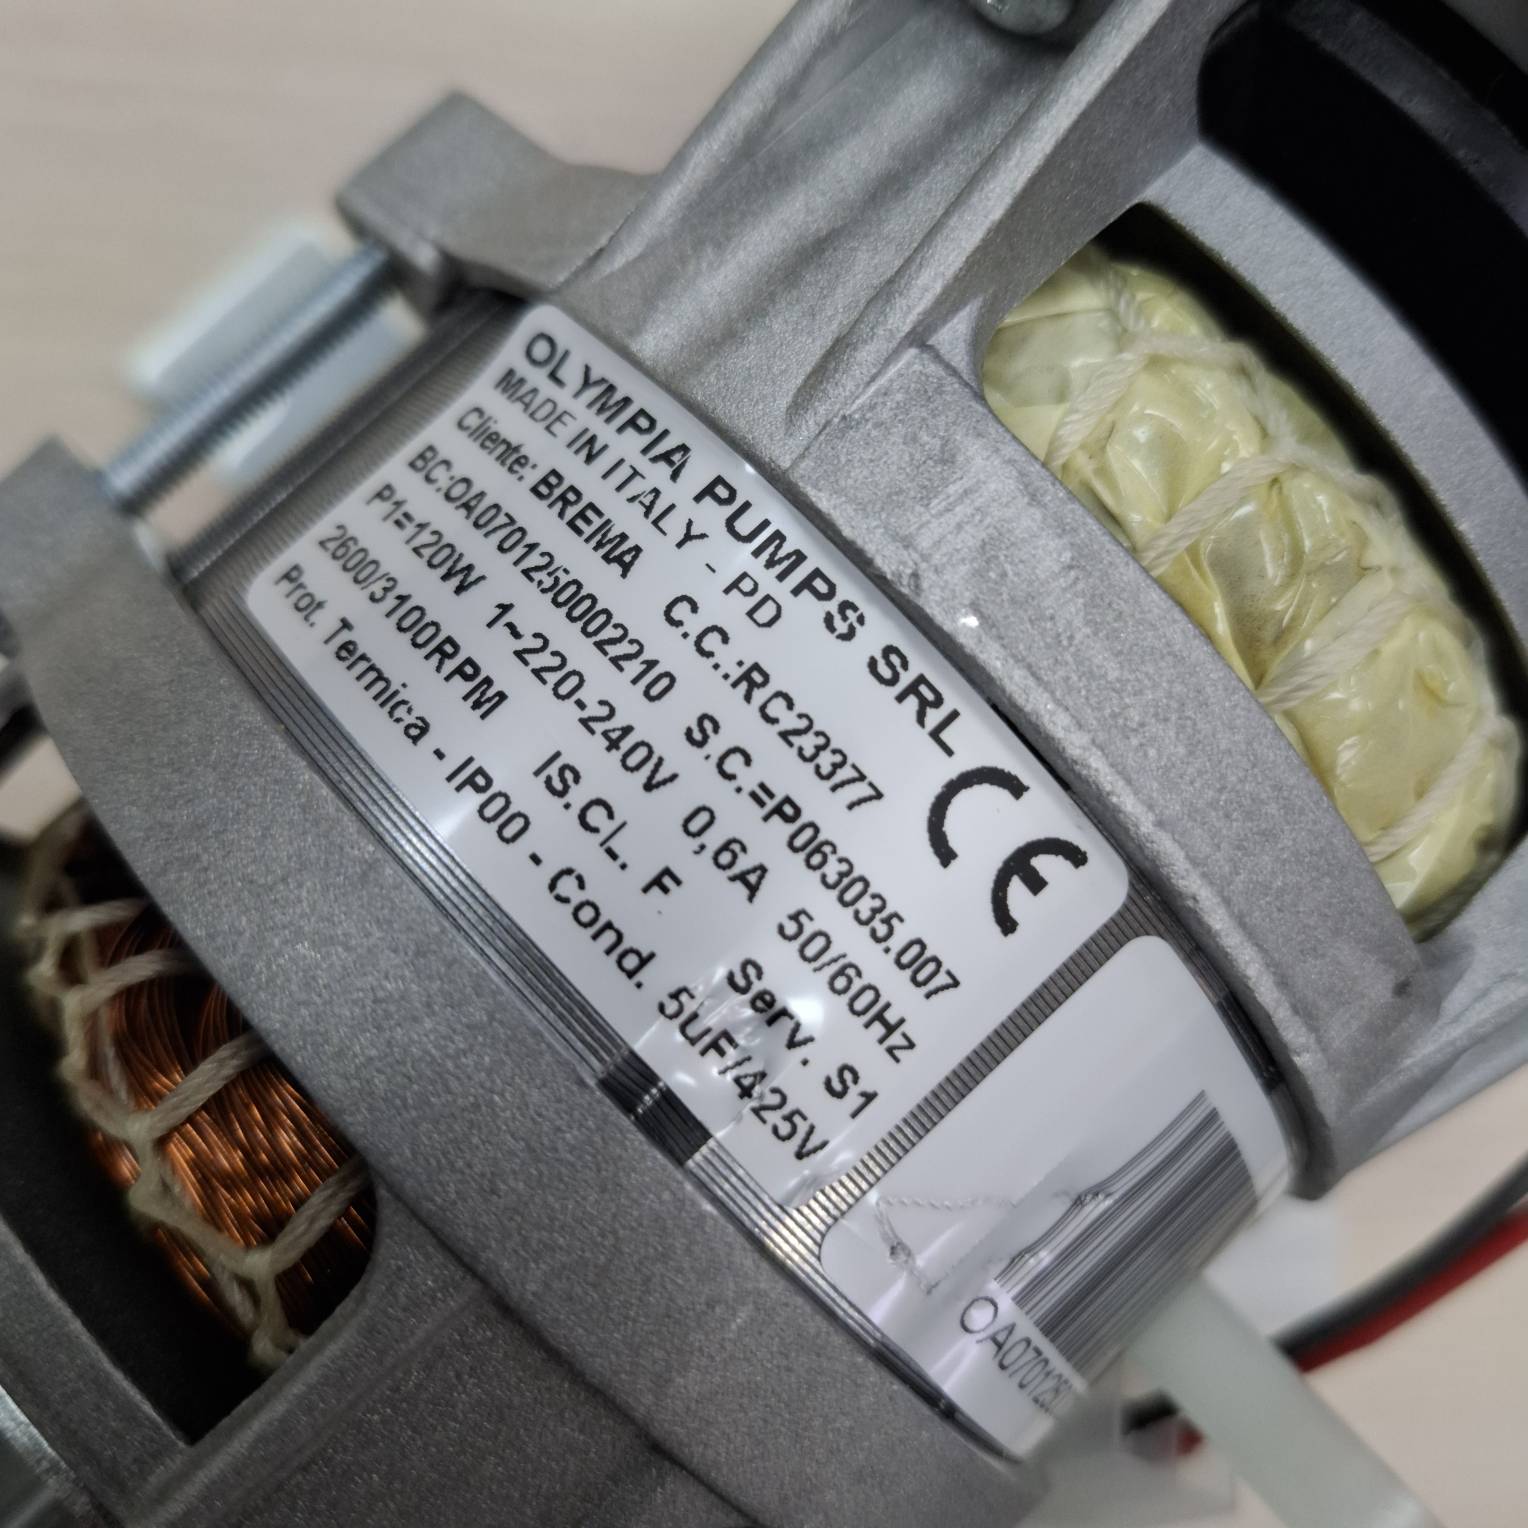 OLYMPIA PUMPS SRL
MADE IN ITALY - PD
CE
Cliente: BREMA C.C.:RC23377
BC:OA0701250002210 S.C.=P063035.007
P1=120W 1~220-240V 0,6A 50/60Hz
2600/3100RPM IS.CL. F Serv. S1
Prot. Termica - IP00 - Cond. 5uF/425V